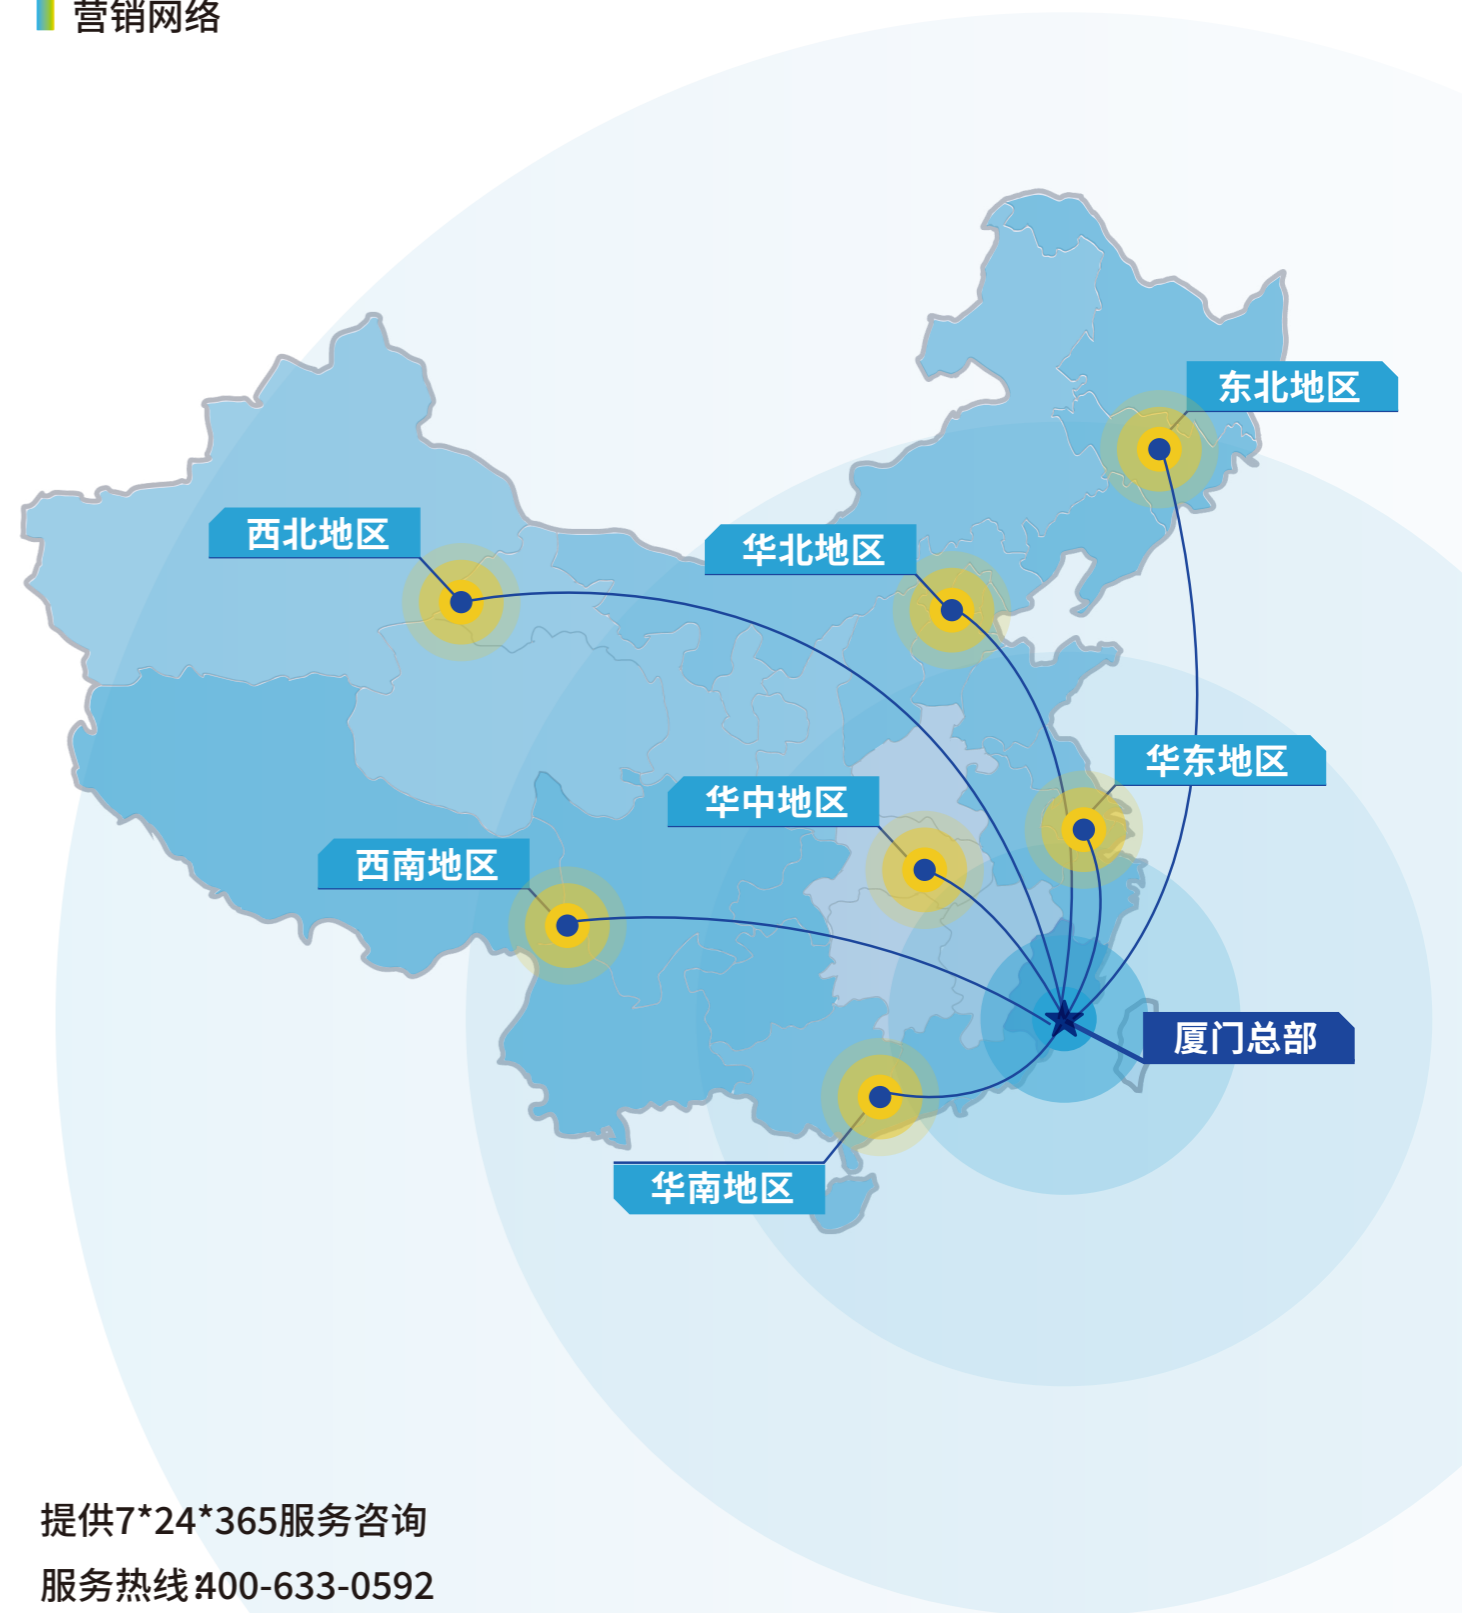 营销网络
东北地区
西北地区
华北地区
华东地区
华中地区
西南地区
厦门总部
华南地区
提供7*24*365服务咨询
服务热线：400-633-0592